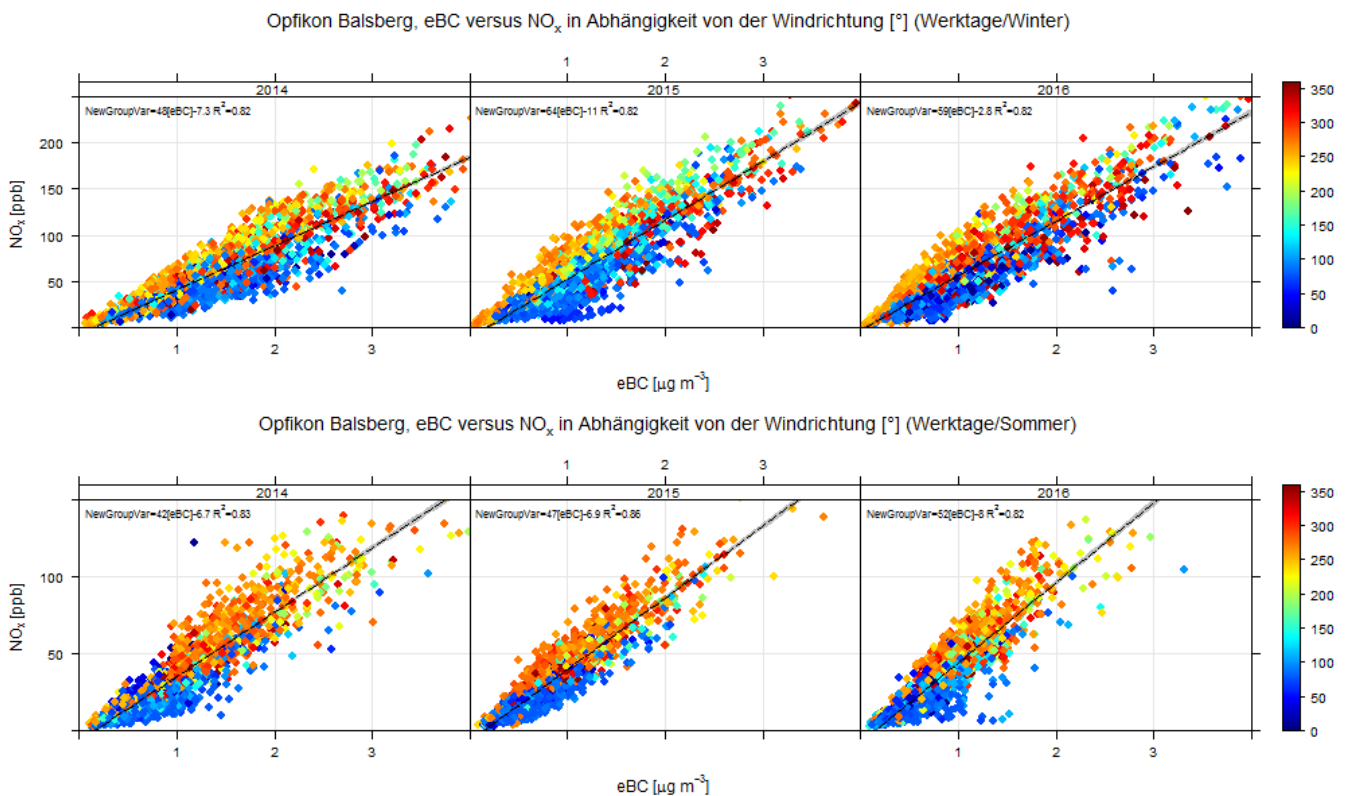 Opfikon Balsberg, eBC versus NOx in Abhängigkeit von der Windrichtung [°] (Werktage/Winter)
1 2 3
2014 2015 2016
NewGroupVar=48[eBC]-7.3 R²=0.82
NewGroupVar=64[eBC]-11 R²=0.82
NewGroupVar=59[eBC]-2.8 R²=0.82
NOx [ppb]
200
150
100
50
350
300
250
200
150
100
50
0
1 2 3 1 2 3
eBC [µg m⁻³]
Opfikon Balsberg, eBC versus NOx in Abhängigkeit von der Windrichtung [°] (Werktage/Sommer)
1 2 3
2014 2015 2016
NewGroupVar=42[eBC]-6.7 R²=0.83
NewGroupVar=47[eBC]-6.9 R²=0.86
NewGroupVar=52[eBC]-8 R²=0.82
NOx [ppb]
100
50
350
300
250
200
150
100
50
0
1 2 3 1 2 3
eBC [µg m⁻³]